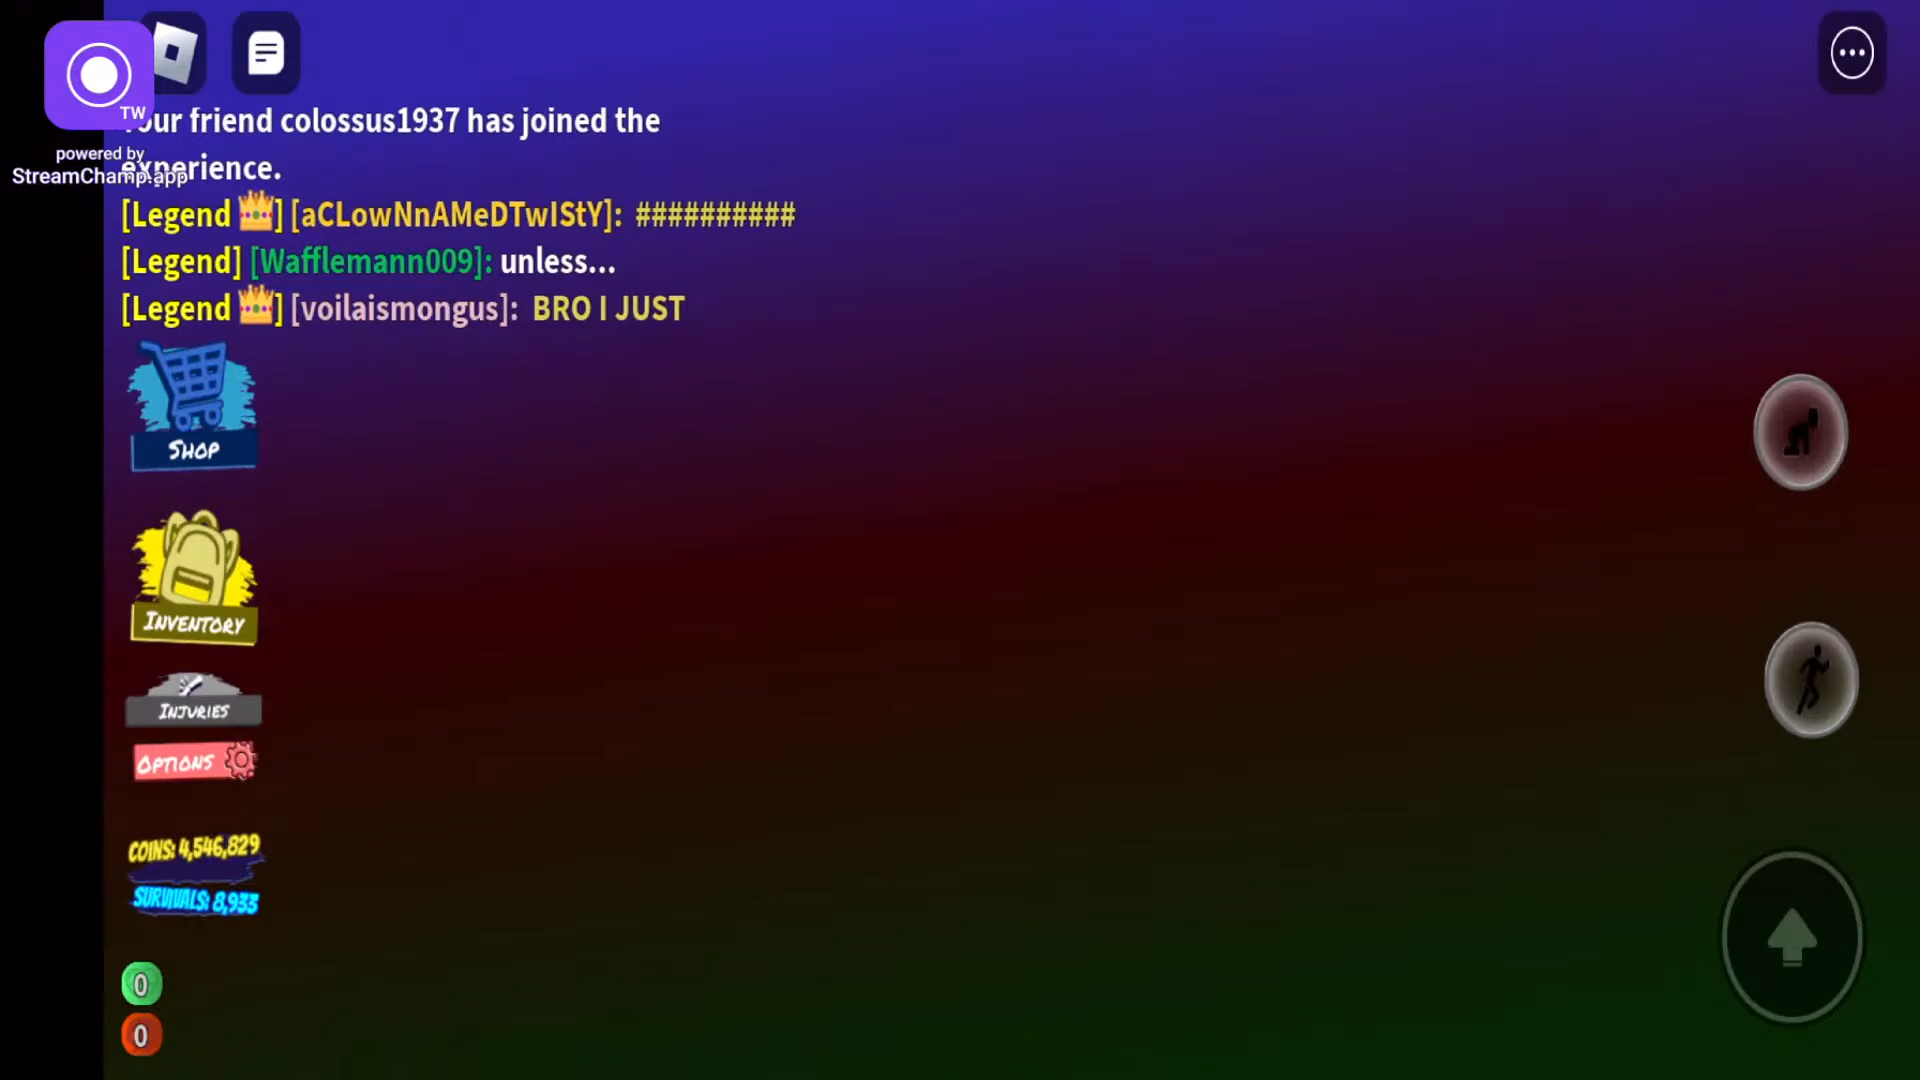 TW
our friend colossus1937 has joined the
experience.
powered by
StreamChamp.app
[Legend 👑] [aCLowNnAMeDTwIStY]: ##########
[Legend] [Wafflemann009]: unless...
[Legend 👑] [voilaismongus]: BRO I JUST
SHOP
INVENTORY
INJURIES
OPTIONS
COINS: 4,546,829
SURVIVALS: 8,933
0
0